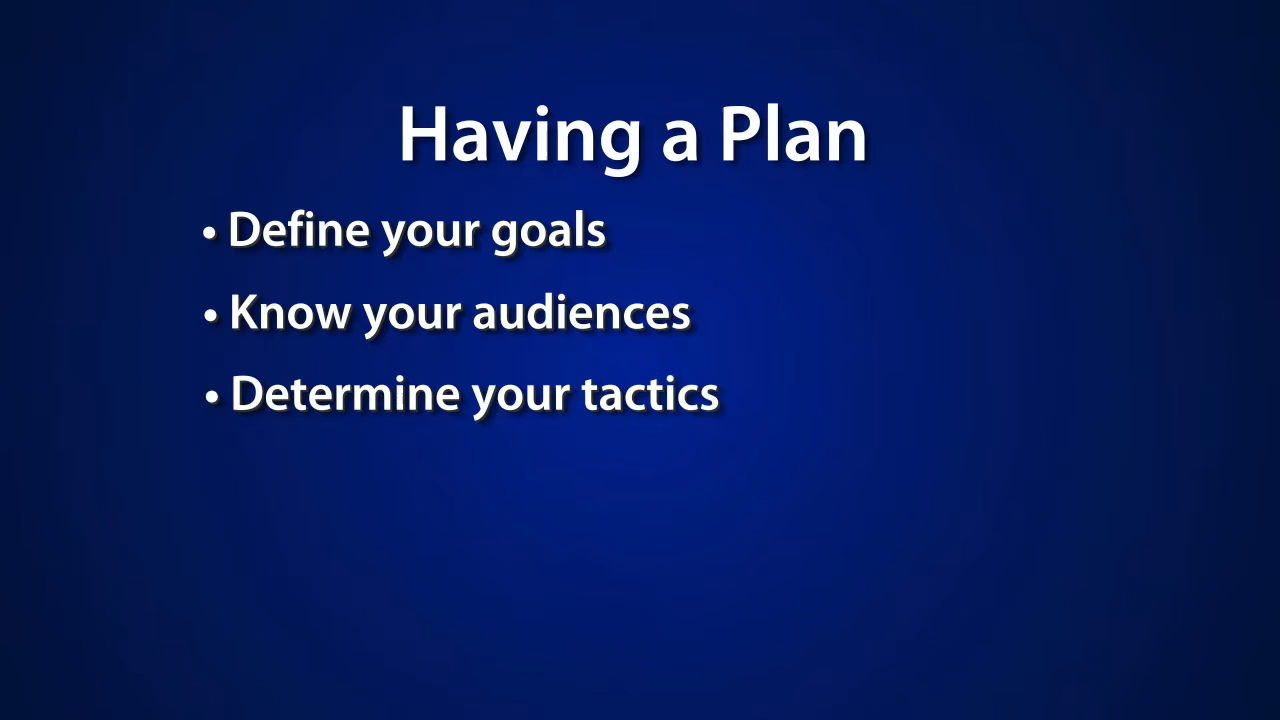 Having a Plan
• Define your goals
• Know your audiences
• Determine your tactics